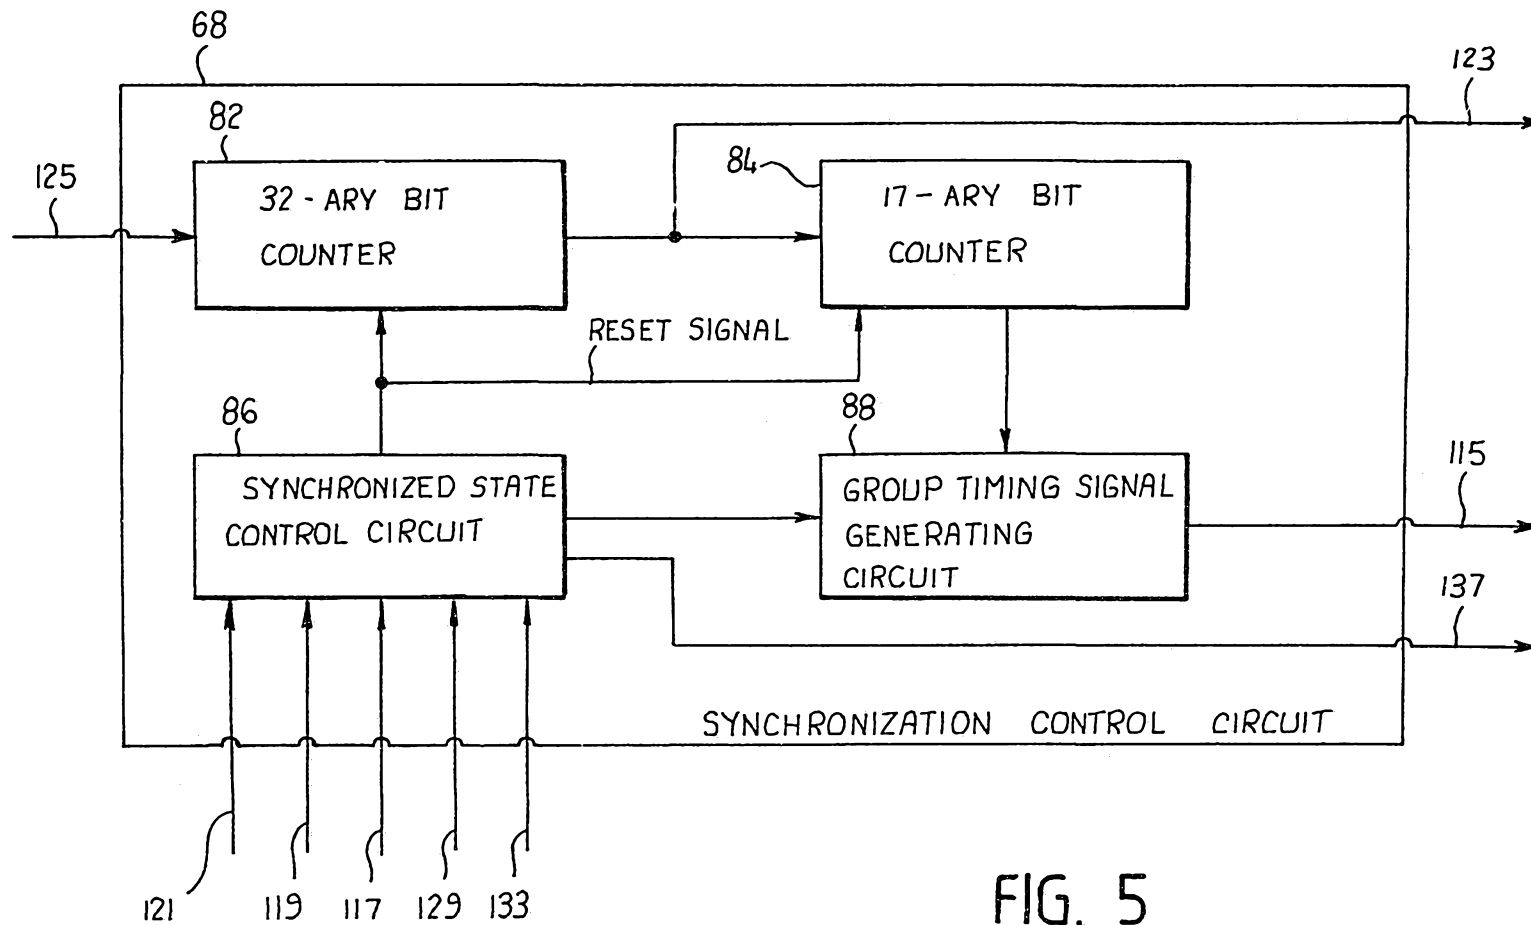 68
123
82
125
32-ARY BIT
COUNTER
84
17-ARY BIT
COUNTER
RESET SIGNAL
86
SYNCHRONIZED STATE
CONTROL CIRCUIT
88
GROUP TIMING SIGNAL
GENERATING
CIRCUIT
115
137
SYNCHRONIZATION CONTROL CIRCUIT
121
119
117
129
133
FIG. 5